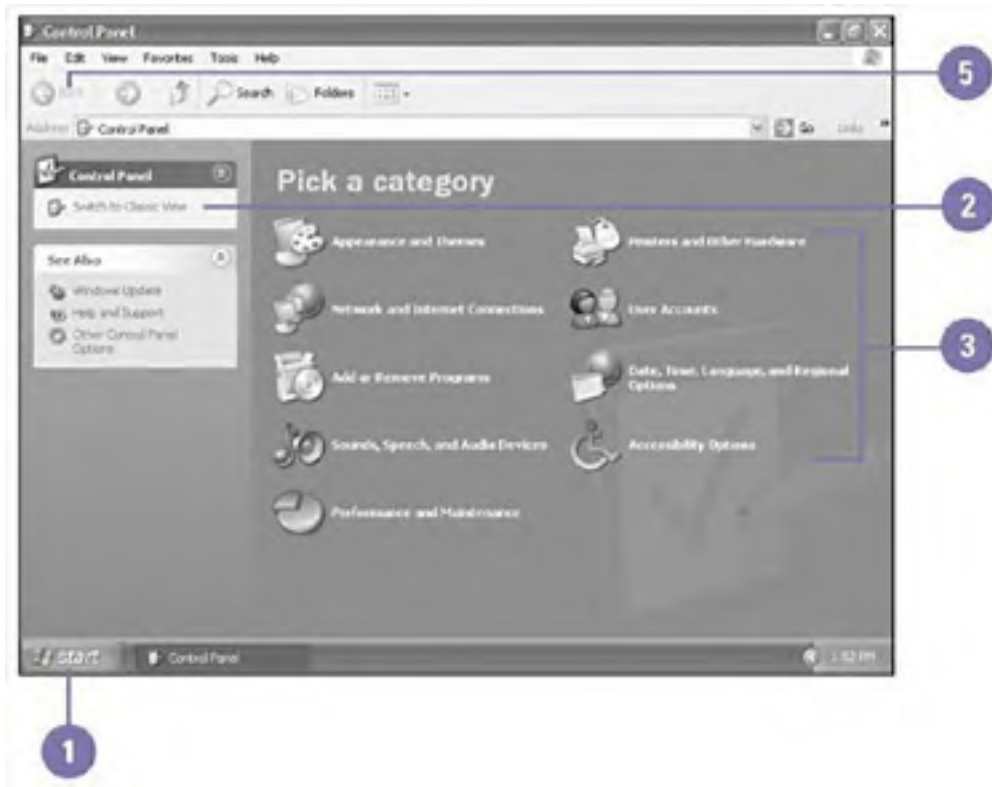 Control Panel
File Edit View Favorites Tools Help
Back Search Folders
Address Control Panel Go Links
Control Panel
Switch to Classic View
See Also
Windows Update
Help and Support
Other Control Panel
Options
Pick a category
Appearance and Themes
Printers and Other Hardware
Network and Internet Connections
User Accounts
Add or Remove Programs
Date, Time, Language, and Regional
Options
Sounds, Speech, and Audio Devices
Accessibility Options
Performance and Maintenance
start Control Panel
5
2
3
1